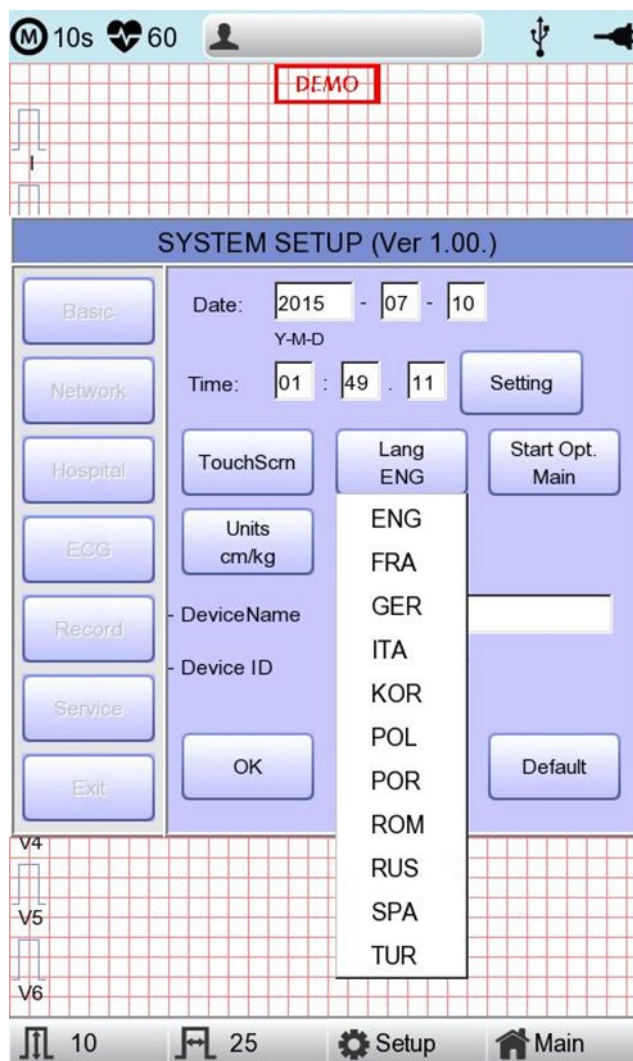 M 10s 60
DEMO
I
SYSTEM SETUP (Ver 1.00.)
Basic
Network
Hospital
ECG
Record
Service
Exit
Date: 2015 - 07 - 10
Y-M-D
Time: 01 : 49 . 11 Setting
TouchScrn
Lang
ENG
Start Opt.
Main
Units
cm/kg
ENG
FRA
GER
ITA
KOR
POL
POR
ROM
RUS
SPA
TUR
- DeviceName
- Device ID
OK
Default
V4
V5
V6
10 25 Setup Main